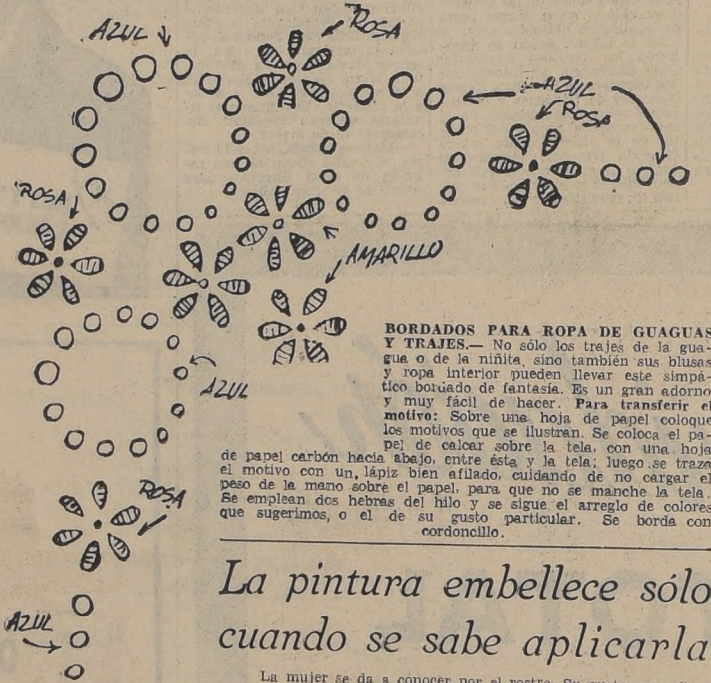 AZUL
ROSA
AZUL
ROSA
ROSA
AMARILLO
AZUL
ROSA
AZUL
BORDADOS PARA ROPA DE GUAGUAS
Y TRAJES.— No sólo los trajes de la gua-
gua o de la niñita, sino también sus blusas
y ropa interior pueden llevar este simpá-
tico bordado de fantasía. Es un gran adorno
y muy fácil de hacer. Para transferir el
motivo: Sobre una hoja de papel coloque
los motivos que se ilustran. Se coloca el pa-
pel de calcar sobre la tela, con una hoja
de papel carbón hacia abajo, entre ésta y la tela; luego se traza
el motivo con un lápiz bien afilado, cuidando de no cargar el
peso de la mano sobre el papel, para que no se manche la tela.
Se emplean dos hebras del hilo y se sigue el arreglo de colores
que sugerimos, o el de su gusto particular. Se borda con
cordoncillo.
La pintura embellece sólo
cuando se sabe aplicarla
La mujer se da a conocer por el rostro.